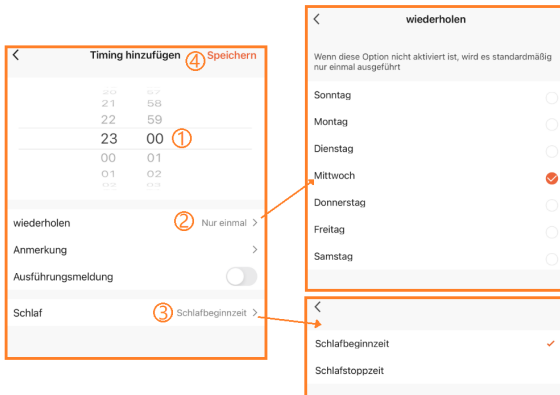 Timing hinzufügen ④ Speichern
20 57
21 58
22 59
23 00 ①
00 01
01 02
02 03
wiederholen ② Nur einmal >
Anmerkung >
Ausführungsmeldung
Schlaf ③ Schlafbeginnzeit >
wiederholen
Wenn diese Option nicht aktiviert ist, wird es standardmäßig
nur einmal ausgeführt
Sonntag
Montag
Dienstag
Mittwoch
Donnerstag
Freitag
Samstag
Schlafbeginnzeit
Schlafstoppzeit